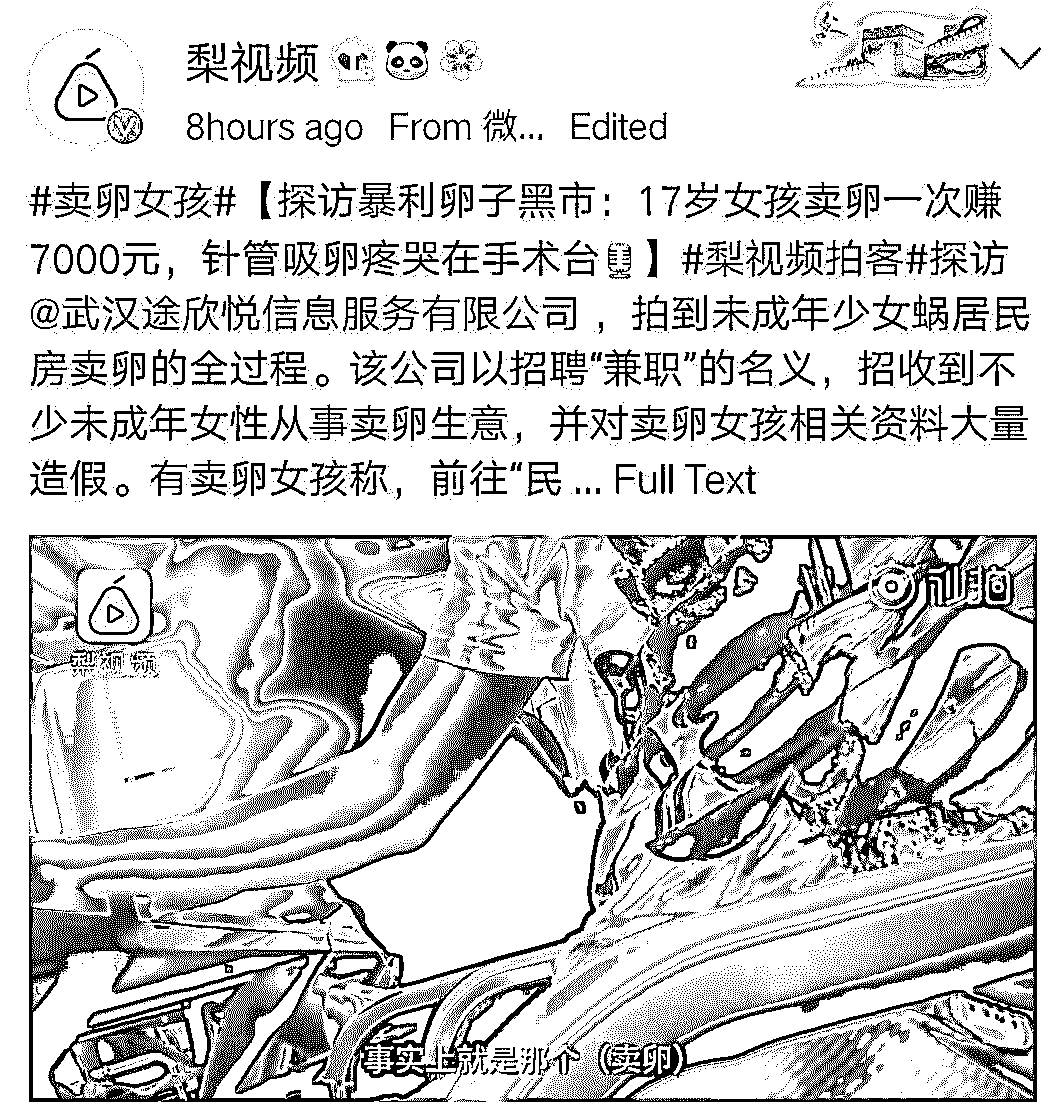 梨视频
8hours ago From 微... Edited
#卖卵女孩#【探访暴利卵子黑市：17岁女孩卖卵一次赚
7000元，针管吸卵疼哭在手术台🎙】#梨视频拍客#探访
@武汉途欣悦信息服务有限公司 ，拍到未成年少女蜗居民
房卖卵的全过程。该公司以招聘“兼职”的名义，招收到不
少未成年女性从事卖卵生意，并对卖卵女孩相关资料大量
造假。有卖卵女孩称，前往“民 ... Full Text
梨视频
事实上就是那个（卖卵）